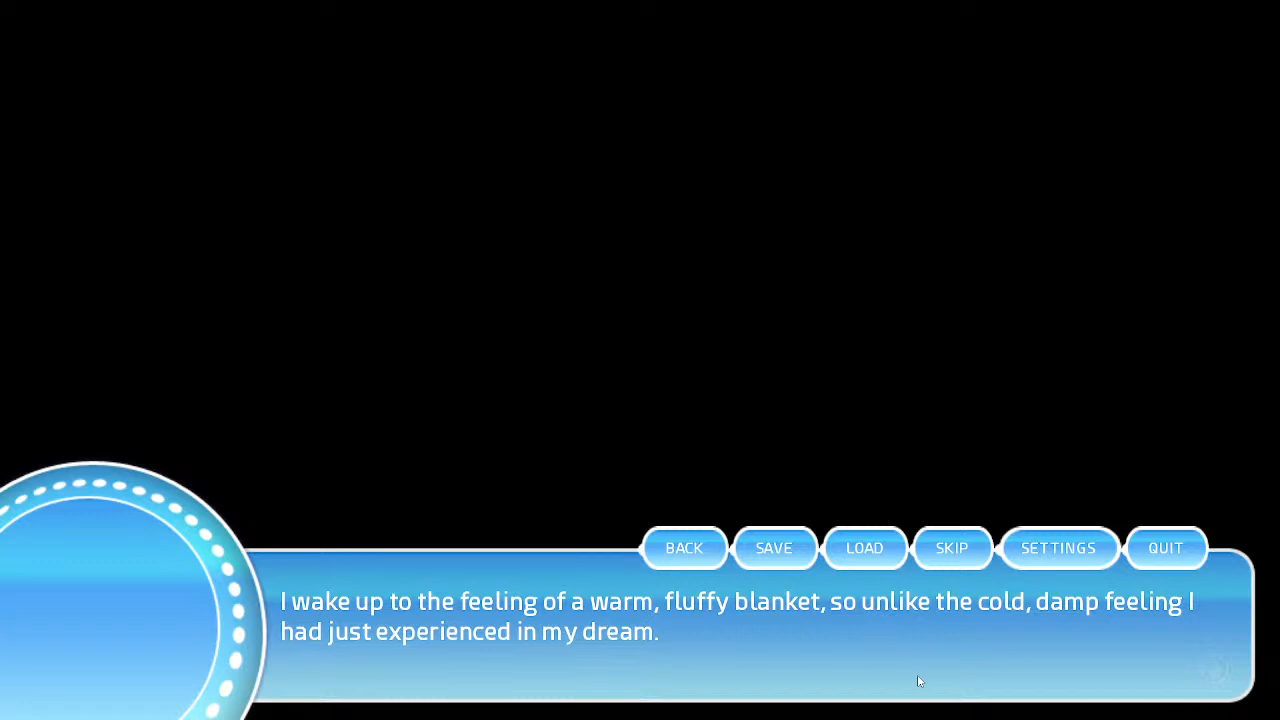 BACK SAVE LOAD SKIP SETTINGS QUIT
I wake up to the feeling of a warm, fluffy blanket, so unlike the cold, damp feeling I
had just experienced in my dream.